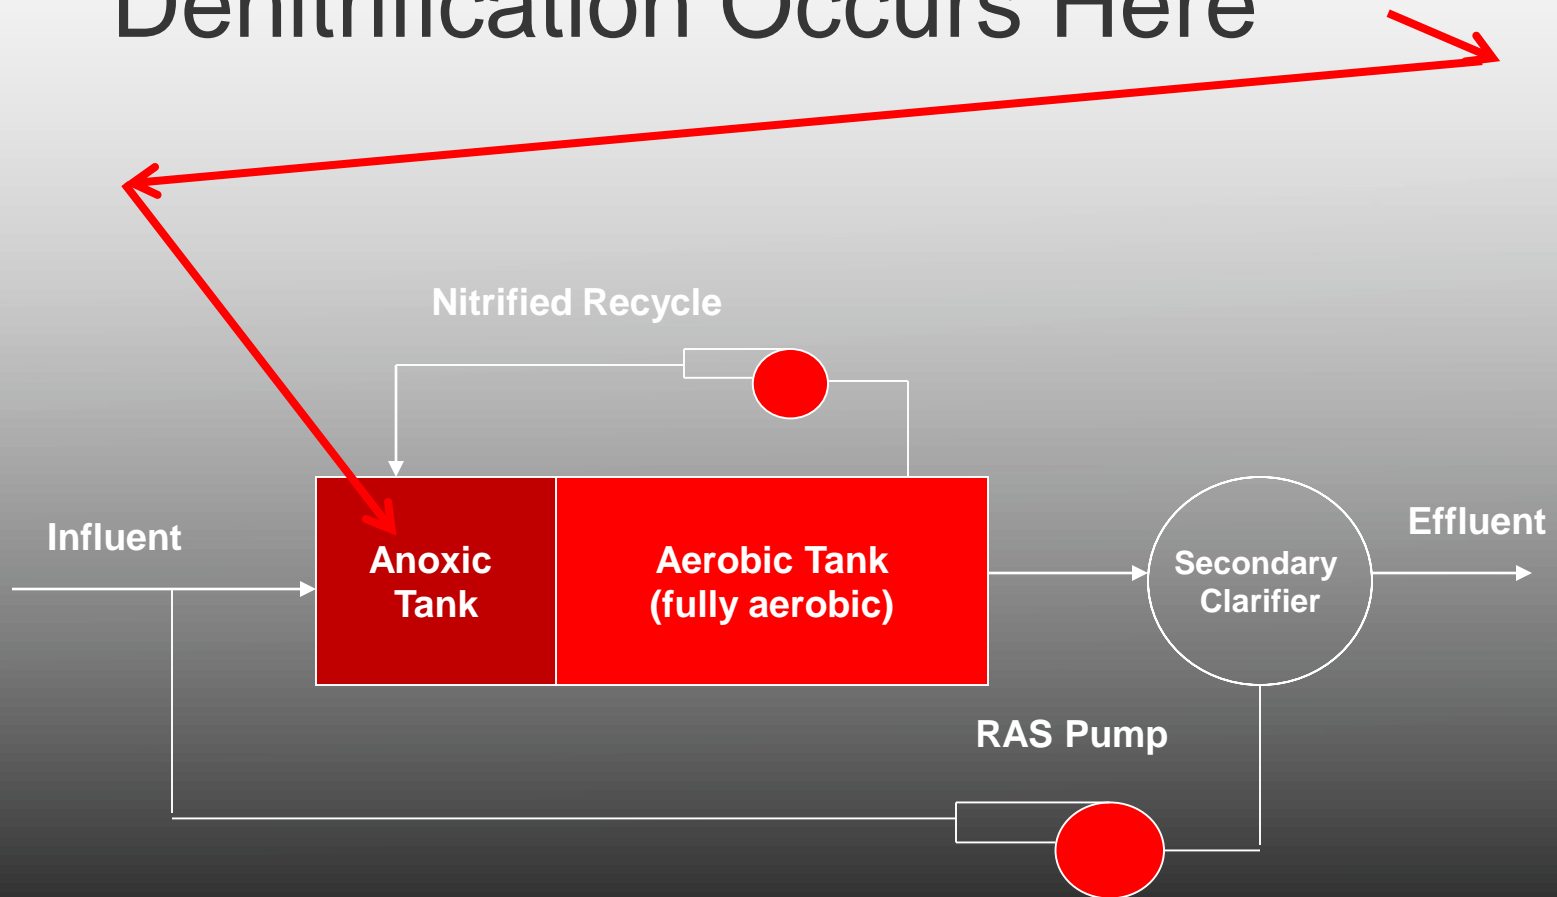 Denitrification Occurs Here
Nitrified Recycle
Influent
Anoxic
Tank
Aerobic Tank
(fully aerobic)
Secondary
Clarifier
Effluent
RAS Pump